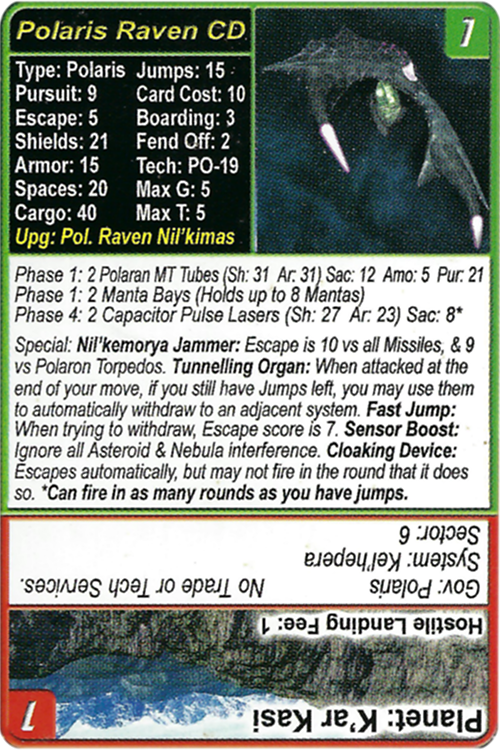 Polaris Raven CD
1
Type: Polaris Jumps: 15
Pursuit: 9 Card Cost: 10
Escape: 5 Boarding: 3
Shields: 21 Fend Off: 2
Armor: 15 Tech: PO-19
Spaces: 20 Max G: 5
Cargo: 40 Max T: 5
Upg: Pol. Raven Nil'kimas
Phase 1: 2 Polaran MT Tubes (Sh: 31 Ar: 31) Sac: 12 Amo: 5 Pur: 21
Phase 1: 2 Manta Bays (Holds up to 8 Mantas)
Phase 4: 2 Capacitor Pulse Lasers (Sh: 27 Ar: 23) Sac: 8*
Special: Nil'kemorya Jammer: Escape is 10 vs all Missiles, & 9
vs Polaron Torpedos. Tunnelling Organ: When attacked at the
end of your move, if you still have Jumps left, you may use them
to automatically withdraw to an adjacent system. Fast Jump:
When trying to withdraw, Escape score is 7. Sensor Boost:
Ignore all Asteroid & Nebula interference. Cloaking Device:
Escapes automatically, but may not fire in the round that it does
so. *Can fire in as many rounds as you have jumps.
Planet: K'ar Kasi
1
Hostile Landing Fee: 1
Gov: Polaris No Trade or Tech Services.
System: Kel'hepera
Sector: 6